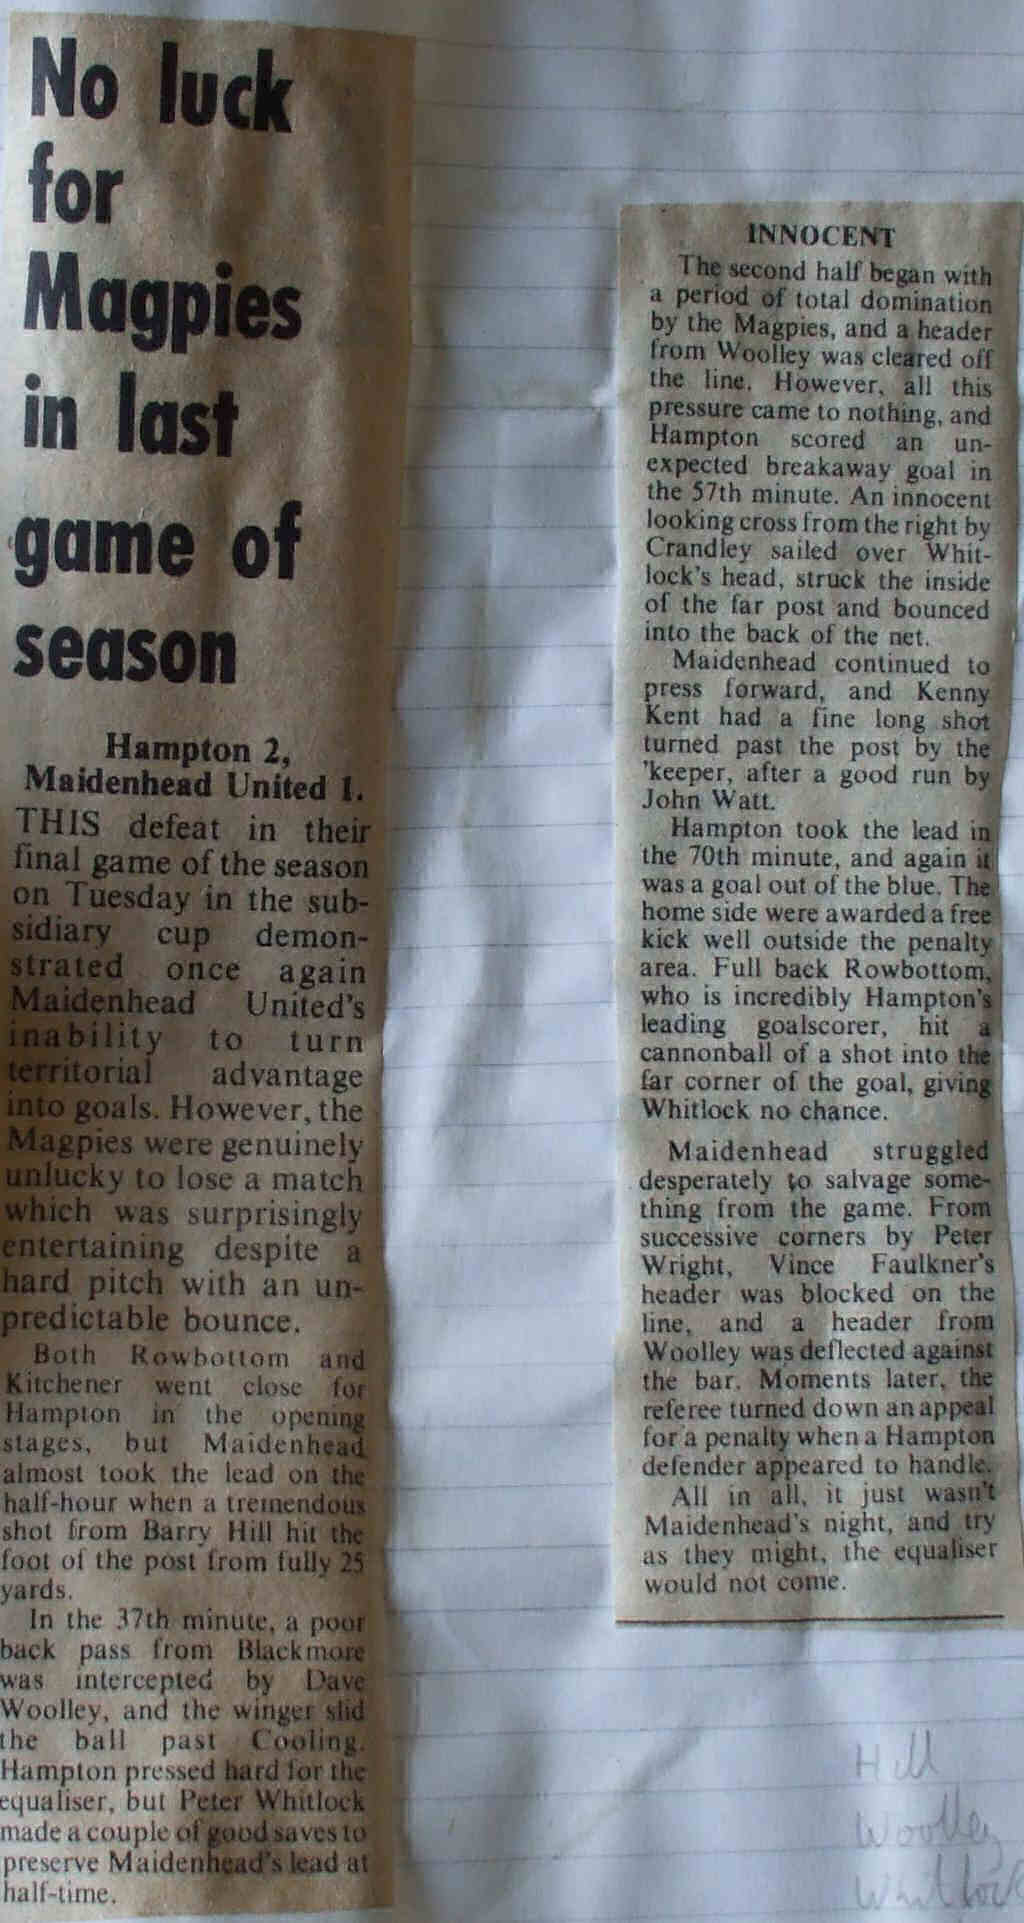 No luck
for
Magpies
in last
game of
season
Hampton 2,
Maidenhead United 1.
THIS defeat in their
final game of the season
on Tuesday in the sub-
sidiary cup demon-
strated once again
Maidenhead United's
inability to turn
territorial advantage
into goals. However, the
Magpies were genuinely
unlucky to lose a match
which was surprisingly
entertaining despite a
hard pitch with an un-
predictable bounce.
Both Rowbottom and
Kitchener went close for
Hampton in the opening
stages, but Maidenhead
almost took the lead on the
half-hour when a tremendous
shot from Barry Hill hit the
foot of the post from fully 25
yards.
In the 37th minute, a poor
back pass from Blackmore
was intercepted by Dave
Woolley, and the winger slid
the ball past Cooling.
Hampton pressed hard for the
equaliser, but Peter Whitlock
made a couple of good saves to
preserve Maidenhead's lead at
half-time.
INNOCENT
The second half began with
a period of total domination
by the Magpies, and a header
from Woolley was cleared off
the line. However, all this
pressure came to nothing, and
Hampton scored an un-
expected breakaway goal in
the 57th minute. An innocent
looking cross from the right by
Crandley sailed over Whit-
lock's head, struck the inside
of the far post and bounced
into the back of the net.
Maidenhead continued to
press forward, and Kenny
Kent had a fine long shot
turned past the post by the
'keeper, after a good run by
John Watt.
Hampton took the lead in
the 70th minute, and again it
was a goal out of the blue. The
home side were awarded a free
kick well outside the penalty
area. Full back Rowbottom,
who is incredibly Hampton's
leading goalscorer, hit a
cannonball of a shot into the
far corner of the goal, giving
Whitlock no chance.
Maidenhead struggled
desperately to salvage some-
thing from the game. From
successive corners by Peter
Wright, Vince Faulkner's
header was blocked on the
line, and a header from
Woolley was deflected against
the bar. Moments later, the
referee turned down an appeal
for a penalty when a Hampton
defender appeared to handle.
All in all, it just wasn't
Maidenhead's night, and try
as they might, the equaliser
would not come.
Hill
Woolley
Whitlock